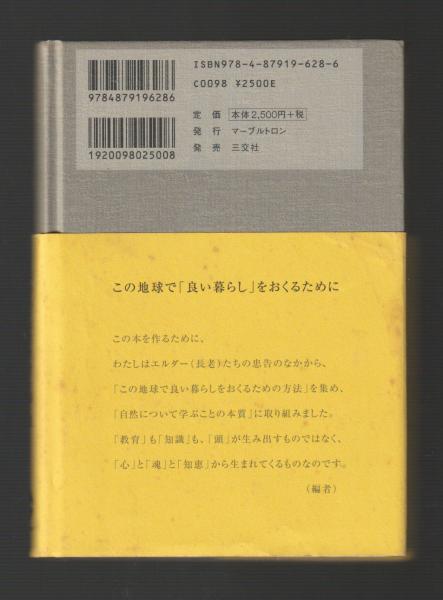 ISBN978-4-87919-628-6
9784879196286
C0098 ¥2500E
定 価 本体2,500円+税
発 行 マーブルトロン
発 売 三交社
1920098025008
この地球で「良い暮らし」をおくるために
この本を作るために、
わたしはエルダー(長老)たちの忠告のなかから、
「この地球で良い暮らしをおくるための方法」を集め、
「自然について学ぶことの本質」に取り組みました。
「教育」も「知識」も、「頭」が生み出すものではなく、
「心」と「魂」と「知恵」から生まれてくるものなのです。
(編者)